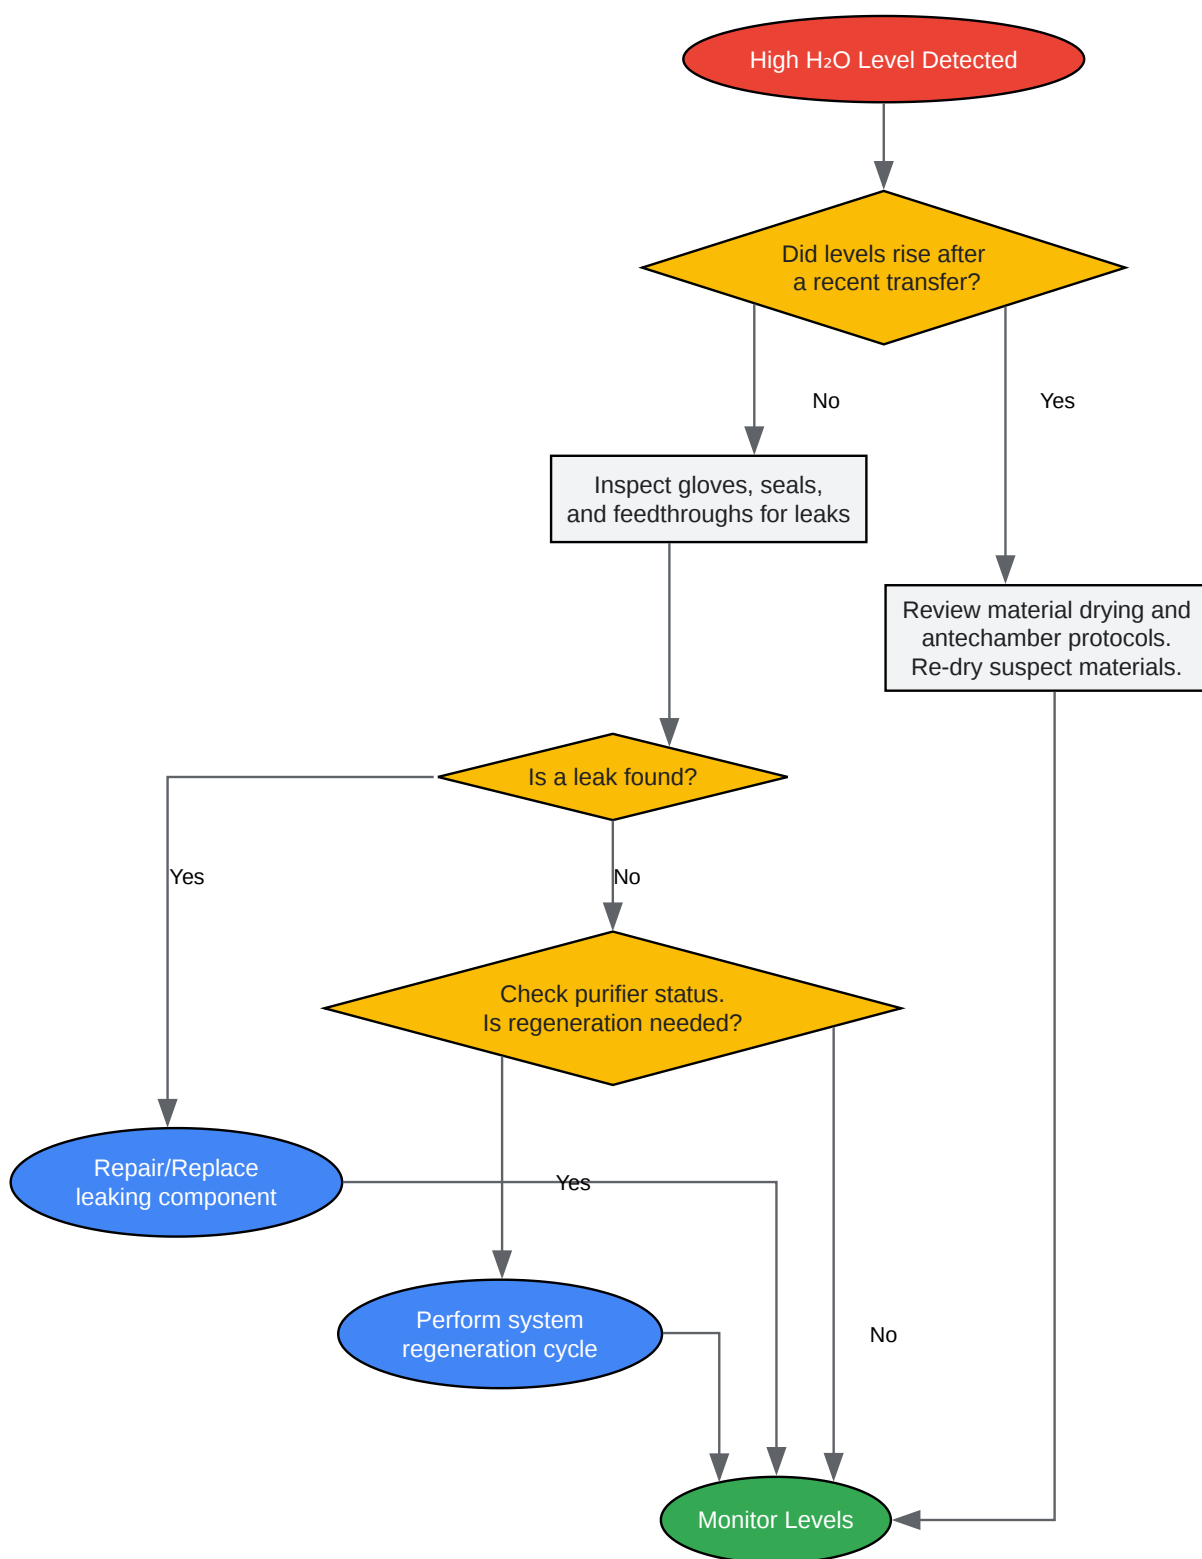 High H₂O Level Detected
Did levels rise after
a recent transfer?
No
Yes
Inspect gloves, seals,
and feedthroughs for leaks
Review material drying and
antechamber protocols.
Re-dry suspect materials.
Is a leak found?
Yes
No
Check purifier status.
Is regeneration needed?
Repair/Replace
leaking component
Yes
Perform system
regeneration cycle
No
Monitor Levels